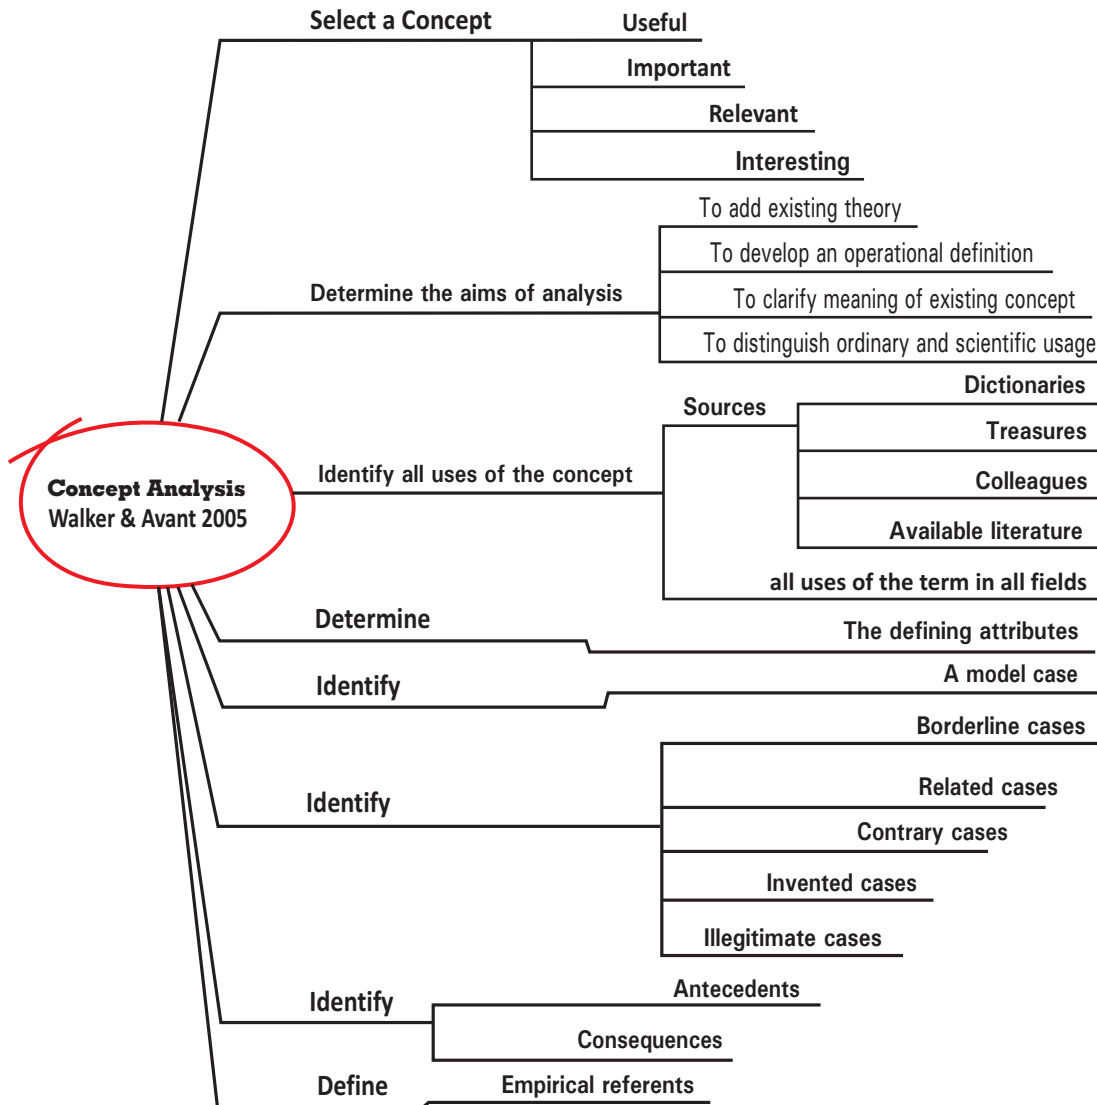 Select a Concept
Useful
Important
Relevant
Interesting
Determine the aims of analysis
To add existing theory
To develop an operational definition
To clarify meaning of existing concept
To distinguish ordinary and scientific usage
Concept Analysis
Walker & Avant 2005
Identify all uses of the concept
Sources
Dictionaries
Treasures
Colleagues
Available literature
all uses of the term in all fields
Determine
The defining attributes
Identify
A model case
Identify
Borderline cases
Related cases
Contrary cases
Invented cases
Illegitimate cases
Identify
Antecedents
Consequences
Define
Empirical referents